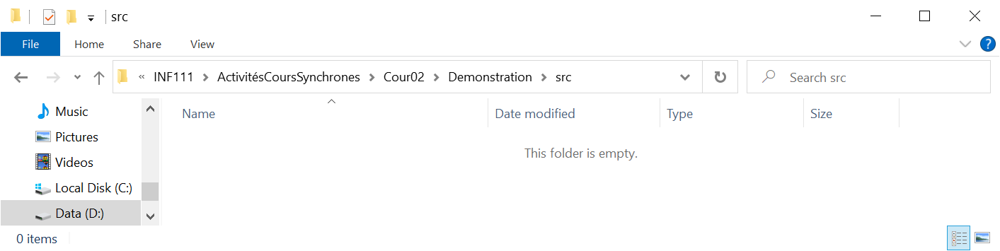 src
File Home Share View
« INF111 > ActivitésCoursSynchrones > Cour02 > Demonstration > src Search src
Music
Pictures
Videos
Local Disk (C:)
Data (D:)
Name Date modified Type Size
This folder is empty.
0 items